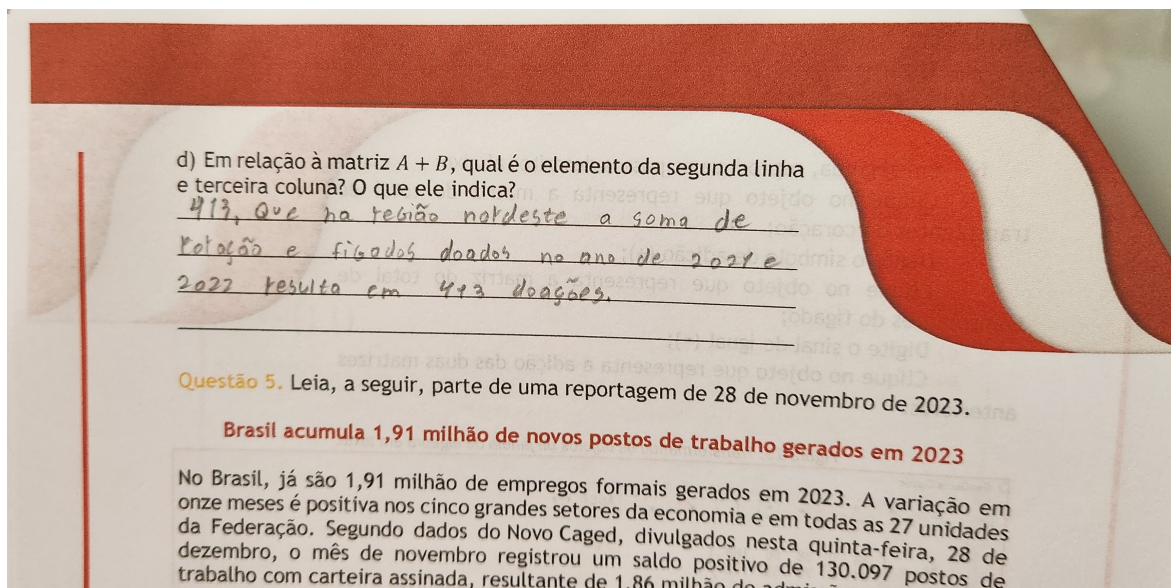 d) Em relação à matriz A + B, qual é o elemento da segunda linha
e terceira coluna? O que ele indica?
413, Que na região nordeste a soma de
e figados doados no ano de 2021 e
2022 resulta em 413 doações.
Questão 5. Leia, a seguir, parte de uma reportagem de 28 de novembro de 2023.
Brasil acumula 1,91 milhão de novos postos de trabalho gerados em 2023
No Brasil, já são 1,91 milhão de empregos formais gerados em 2023. A variação em
onze meses é positiva nos cinco grandes setores da economia e em todas as 27 unidades
da Federação. Segundo dados do Novo Caged, divulgados nesta quinta-feira, 28 de
dezembro, o mês de novembro registrou um saldo positivo de 130.097 postos de
trabalho com carteira assinada, resultante de 1,86 milhão de